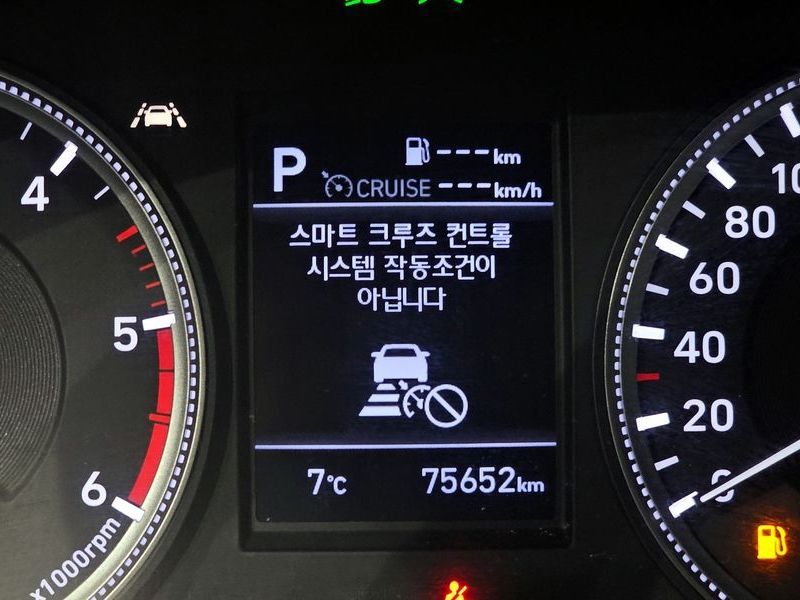 P
--- km
CRUISE --- km/h
스마트 크루즈 컨트롤
시스템 작동조건이
아닙니다
7℃ 75652km
4
5
6
x1000rpm
80
60
40
20
0